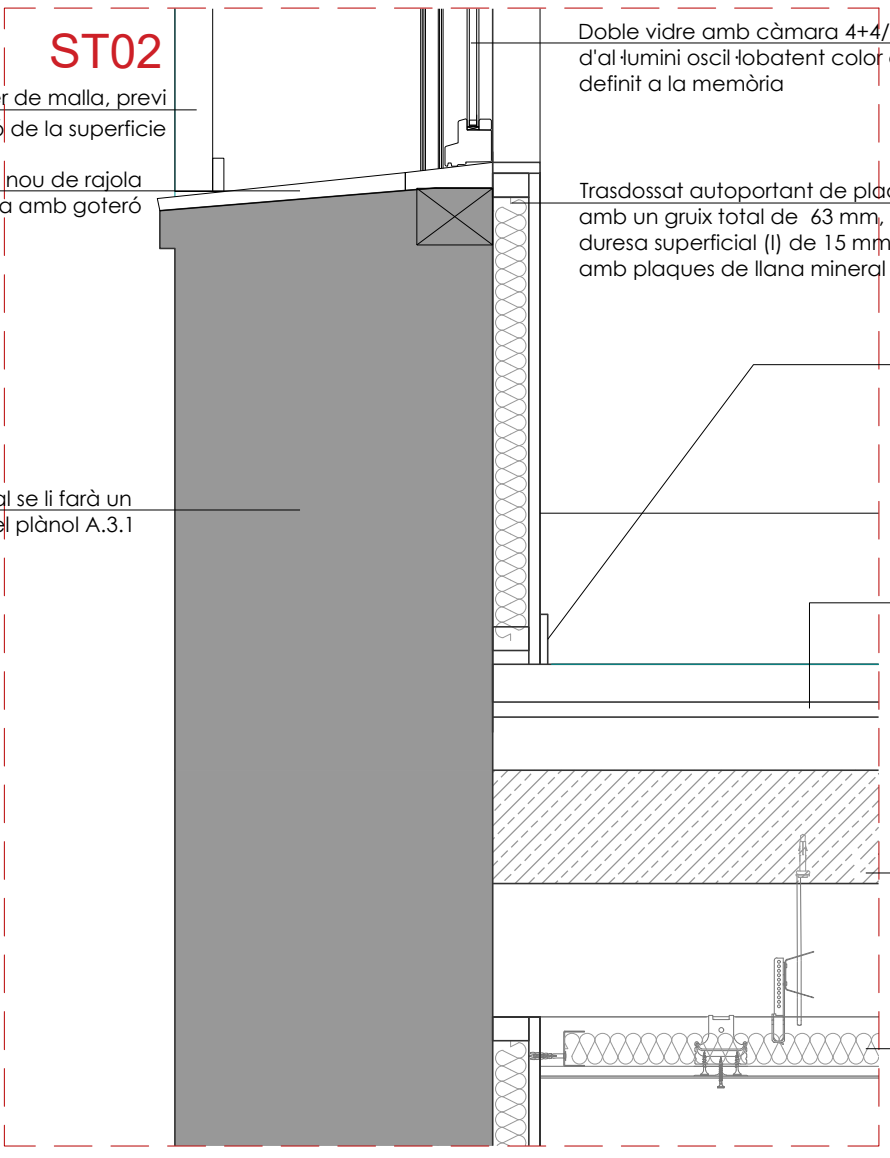 ST02
Doble vidre amb càmara 4+4/
d'al·lumini oscil·lobatent color
definit a la memòria
r de malla, previ
de la superficie
nou de rajola
a amb goteró
Trasdossat autoportant de plac
amb un gruix total de 63 mm,
duresa superficial (I) de 15 mm
amb plaques de llana mineral
al se li farà un
el plànol A.3.1